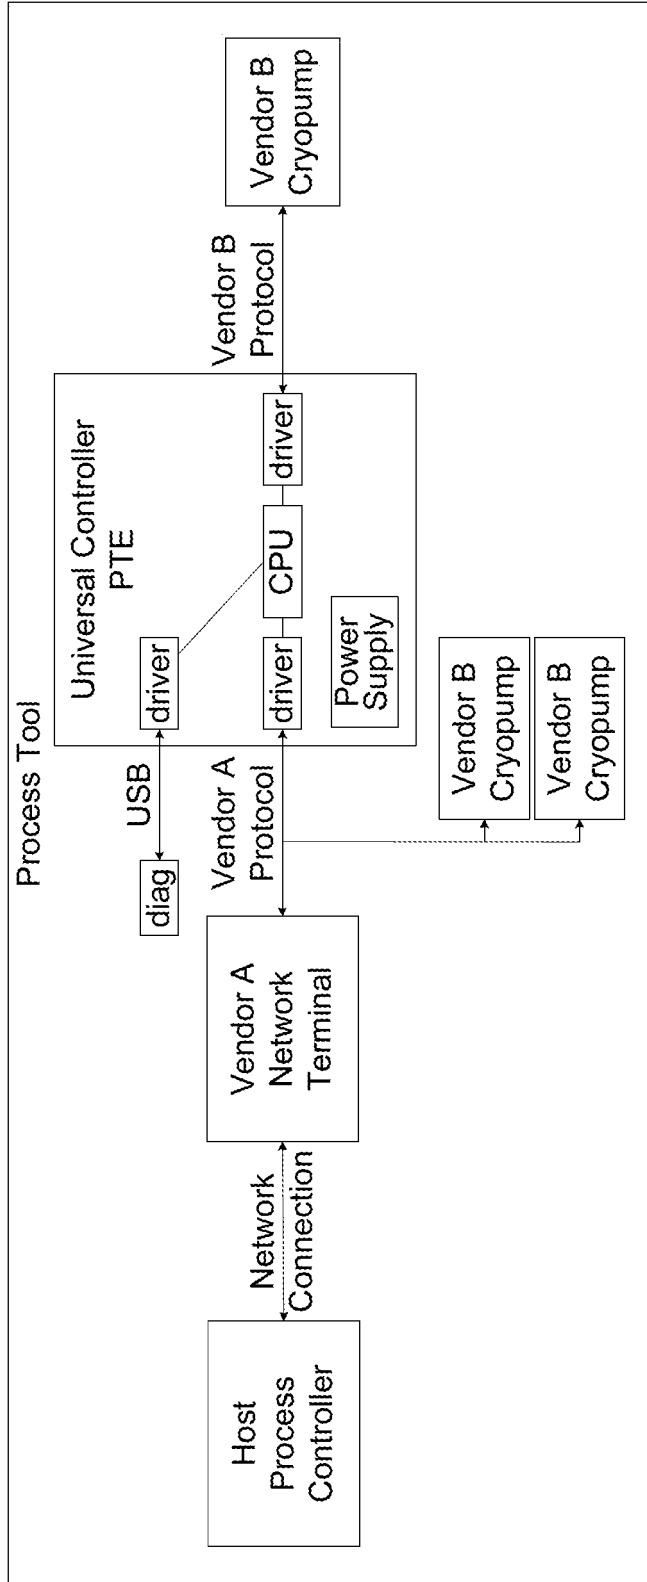 Process Tool
Universal Controller
PTE
diag
USB
driver
Host
Process
Controller
Network
Connection
Vendor A
Network
Terminal
Vendor A
Protocol
driver
CPU
driver
Vendor B
Protocol
Vendor B
Cryopump
Power
Supply
Vendor B
Cryopump
Vendor B
Cryopump